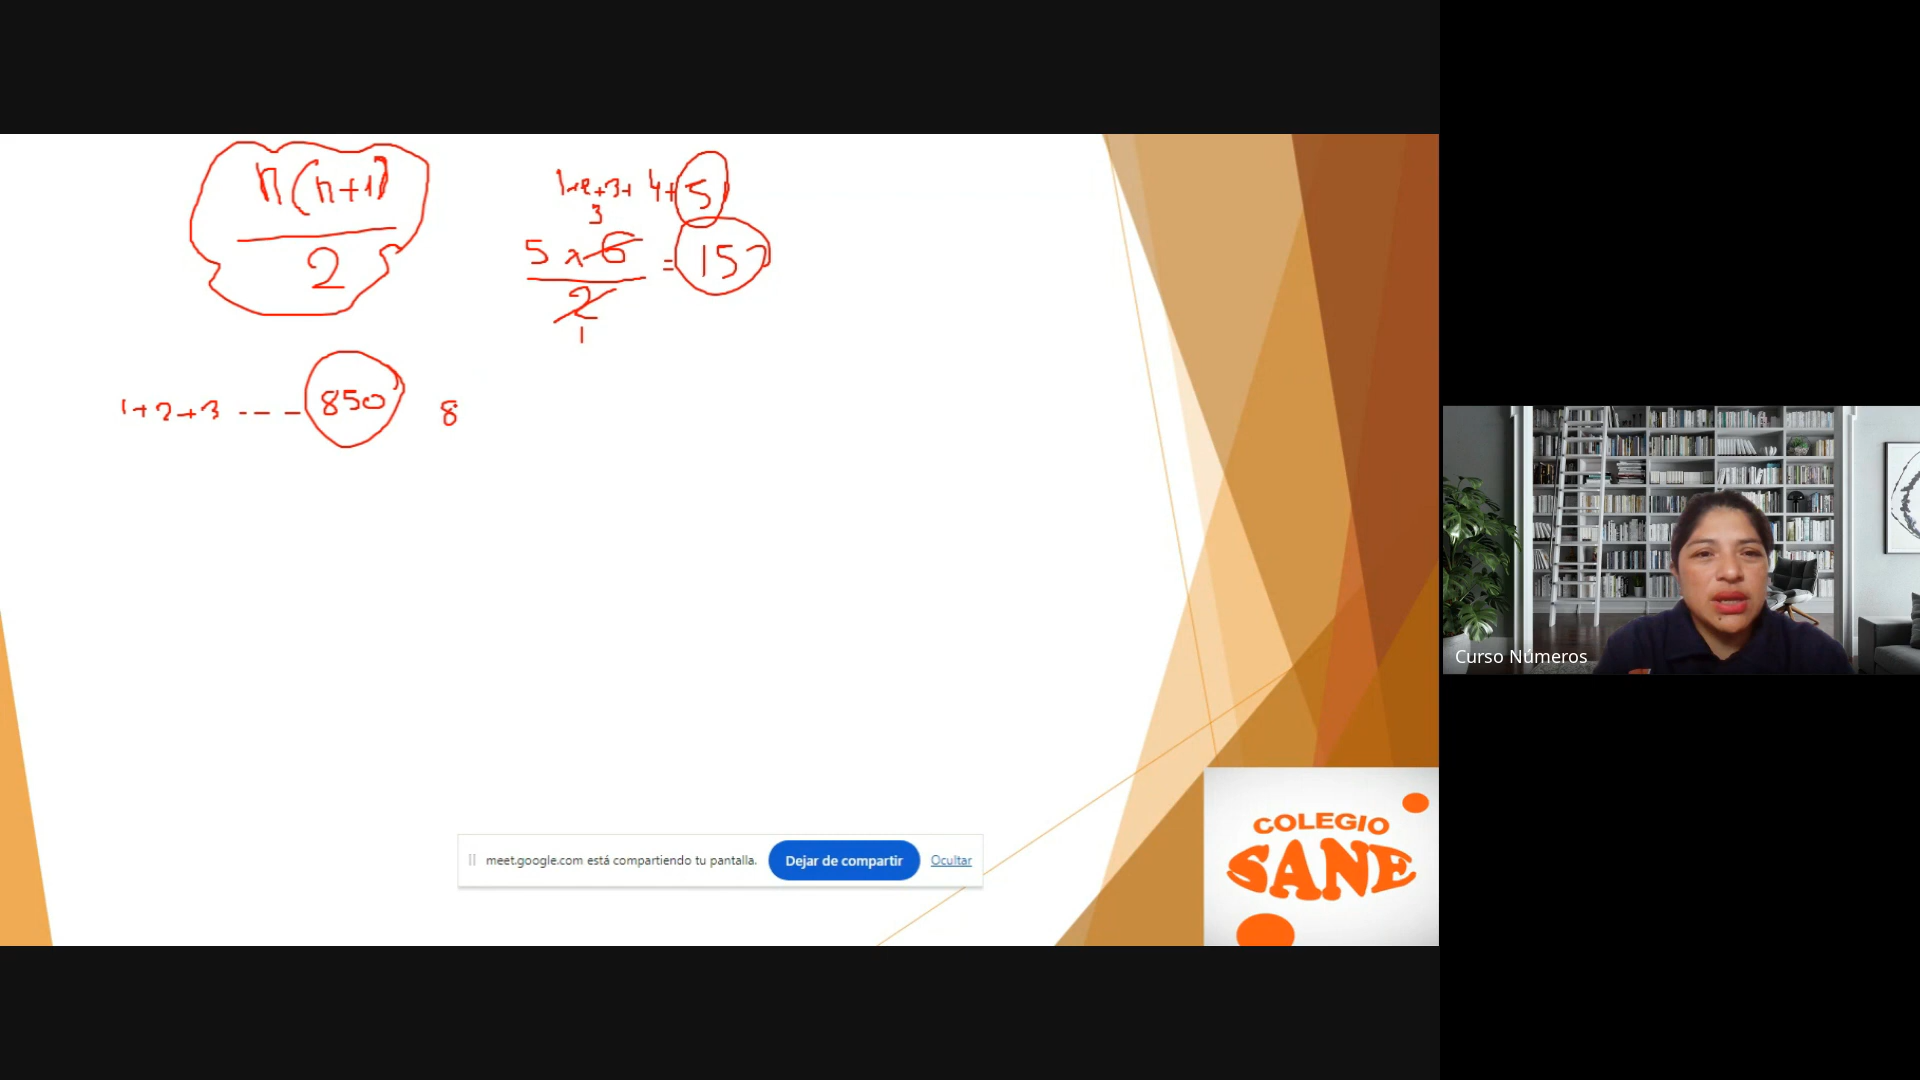 n(n+1)
2
1+2+3+ 4+5
3
5 x 6
= 15
2
1
1+2+3 --- 850 8
meet.google.com está compartiendo tu pantalla. Dejar de compartir Ocultar
COLEGIO
SANE
Curso Números